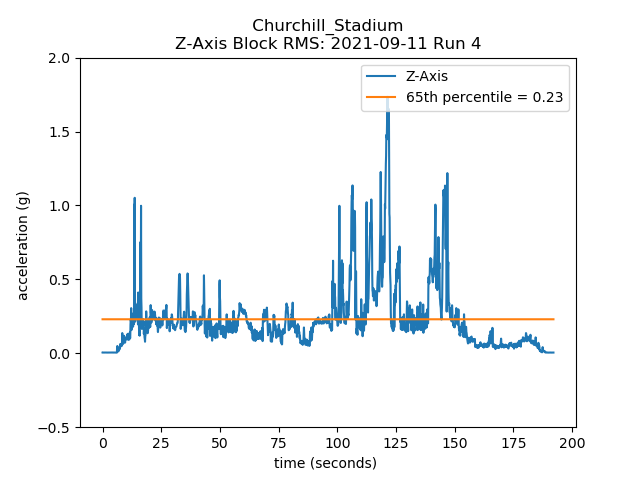 Churchill_Stadium
Z-Axis Block RMS: 2021-09-11 Run 4
Z-Axis
65th percentile = 0.23
acceleration (g)
2.0
1.5
1.0
0.5
0.0
−0.5
0 25 50 75 100 125 150 175 200
time (seconds)